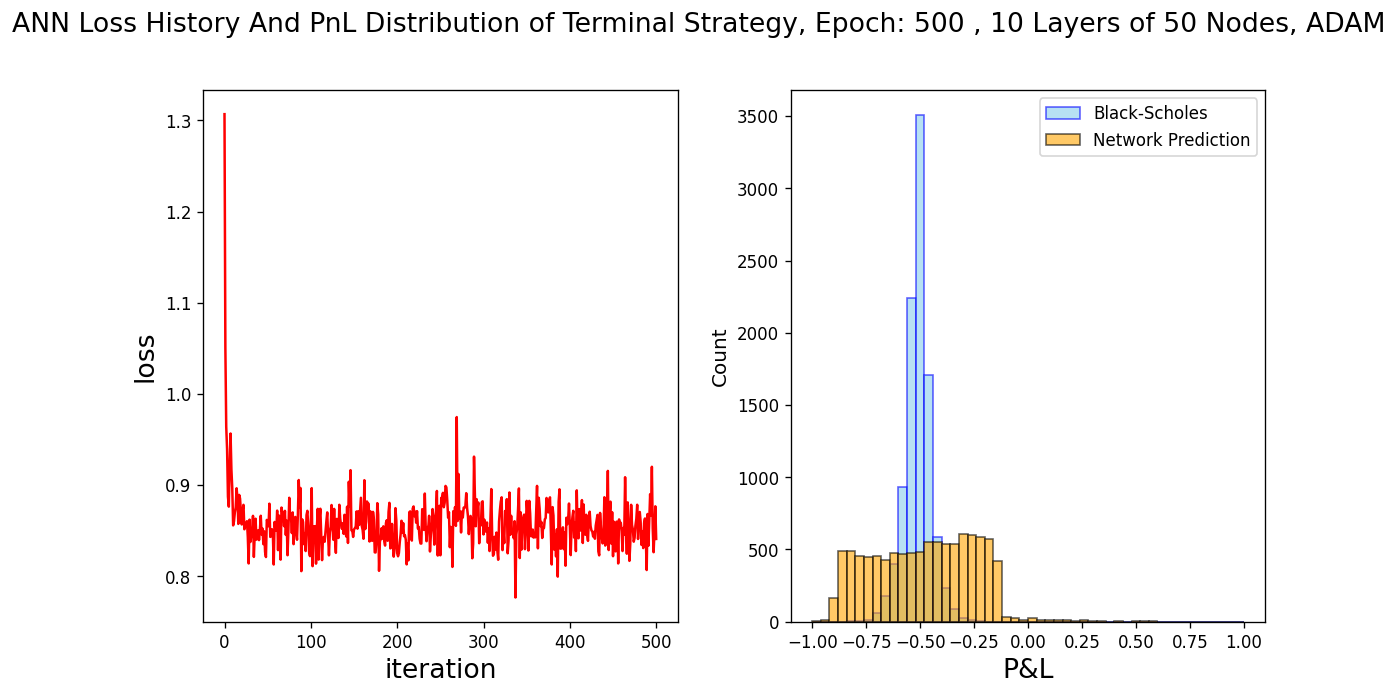 ANN Loss History And PnL Distribution of Terminal Strategy, Epoch: 500 , 10 Layers of 50 Nodes, ADAM
1.3
1.2
1.1
1.0
0.9
0.8
loss
0 100 200 300 400 500
iteration
3500
3000
2500
2000
1500
1000
500
0
Count
Black-Scholes
Network Prediction
−1.00 −0.75 −0.50 −0.25 0.00 0.25 0.50 0.75 1.00
P&L